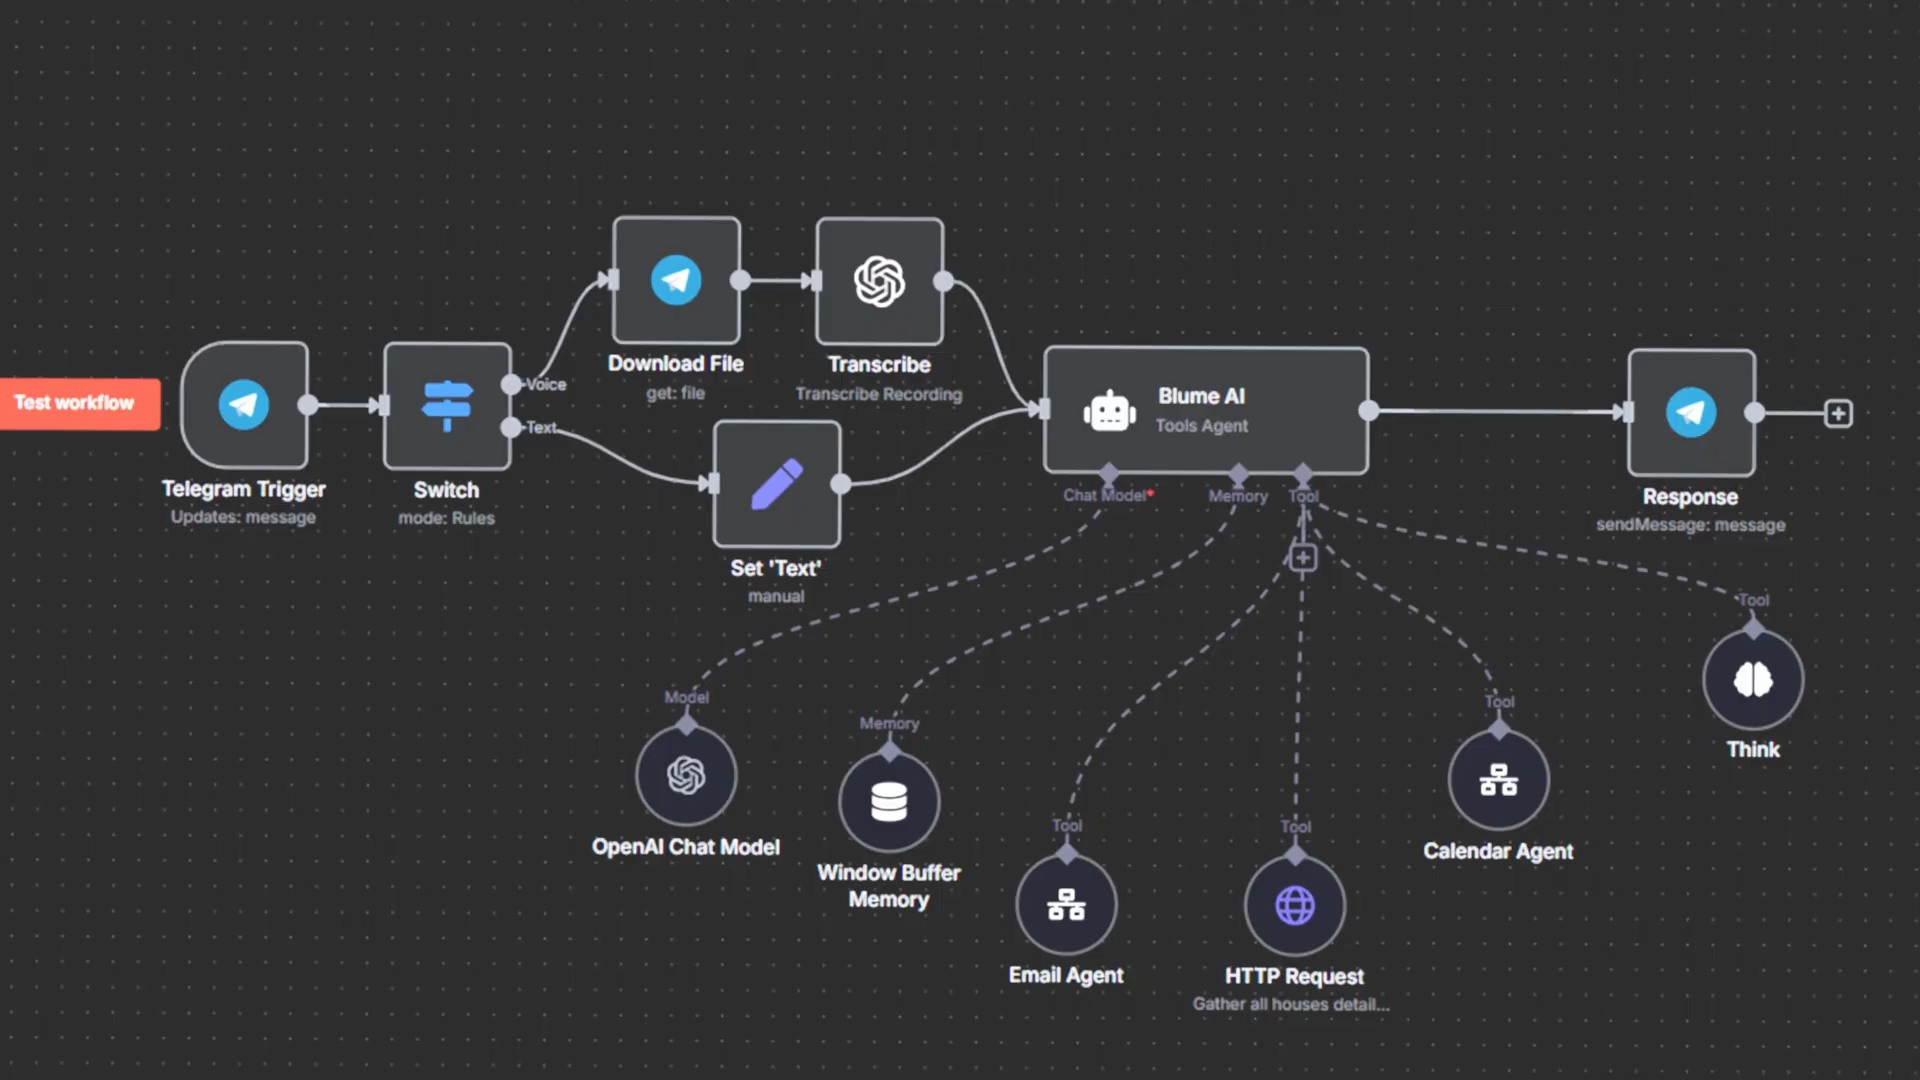 Test workflow
Telegram Trigger
Updates: message
Switch
mode: Rules
Voice
Text
Download File
get: file
Transcribe
Transcribe Recording
Set 'Text'
manual
Blume AI
Tools Agent
Chat Model*
Memory
Tool
Response
sendMessage: message
Model
OpenAI Chat Model
Memory
Window Buffer
Memory
Tool
Email Agent
Tool
HTTP Request
Gather all houses detail...
Tool
Calendar Agent
Tool
Think